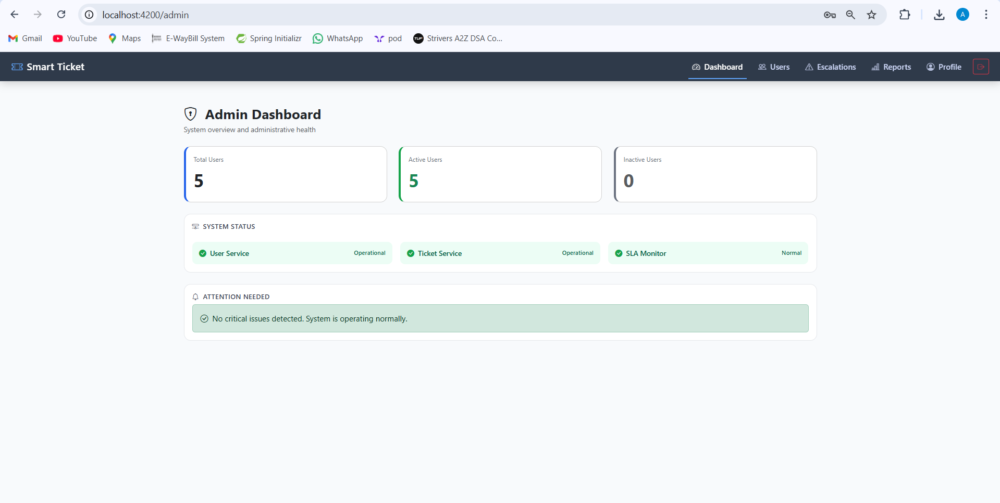 localhost:4200/admin
A
Gmail YouTube Maps E-WayBill System Spring Initializr WhatsApp pod TUF Strivers A2Z DSA Co...
Smart Ticket Dashboard Users Escalations Reports Profile
Admin Dashboard
System overview and administrative health
Total Users
5
Active Users
5
Inactive Users
0
SYSTEM STATUS
User Service Operational
Ticket Service Operational
SLA Monitor Normal
ATTENTION NEEDED
No critical issues detected. System is operating normally.